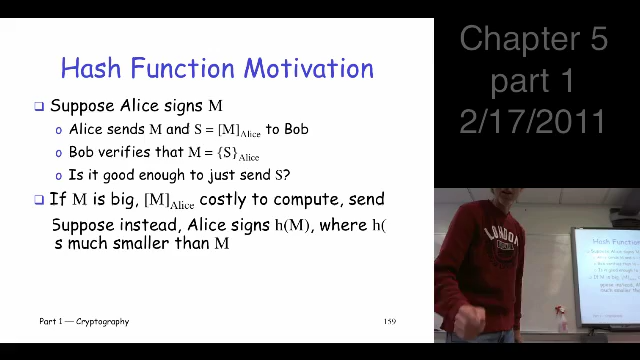 Hash Function Motivation
Suppose Alice signs M
Alice sends M and S = [M]Alice to Bob
Bob verifies that M = {S}Alice
Is it good enough to just send S?
If M is big, [M]Alice costly to compute, send
Suppose instead, Alice signs h(M), where h(
s much smaller than M
Part 1 — Cryptography
159
Chapter 5
part 1
2/17/2011
LONDON